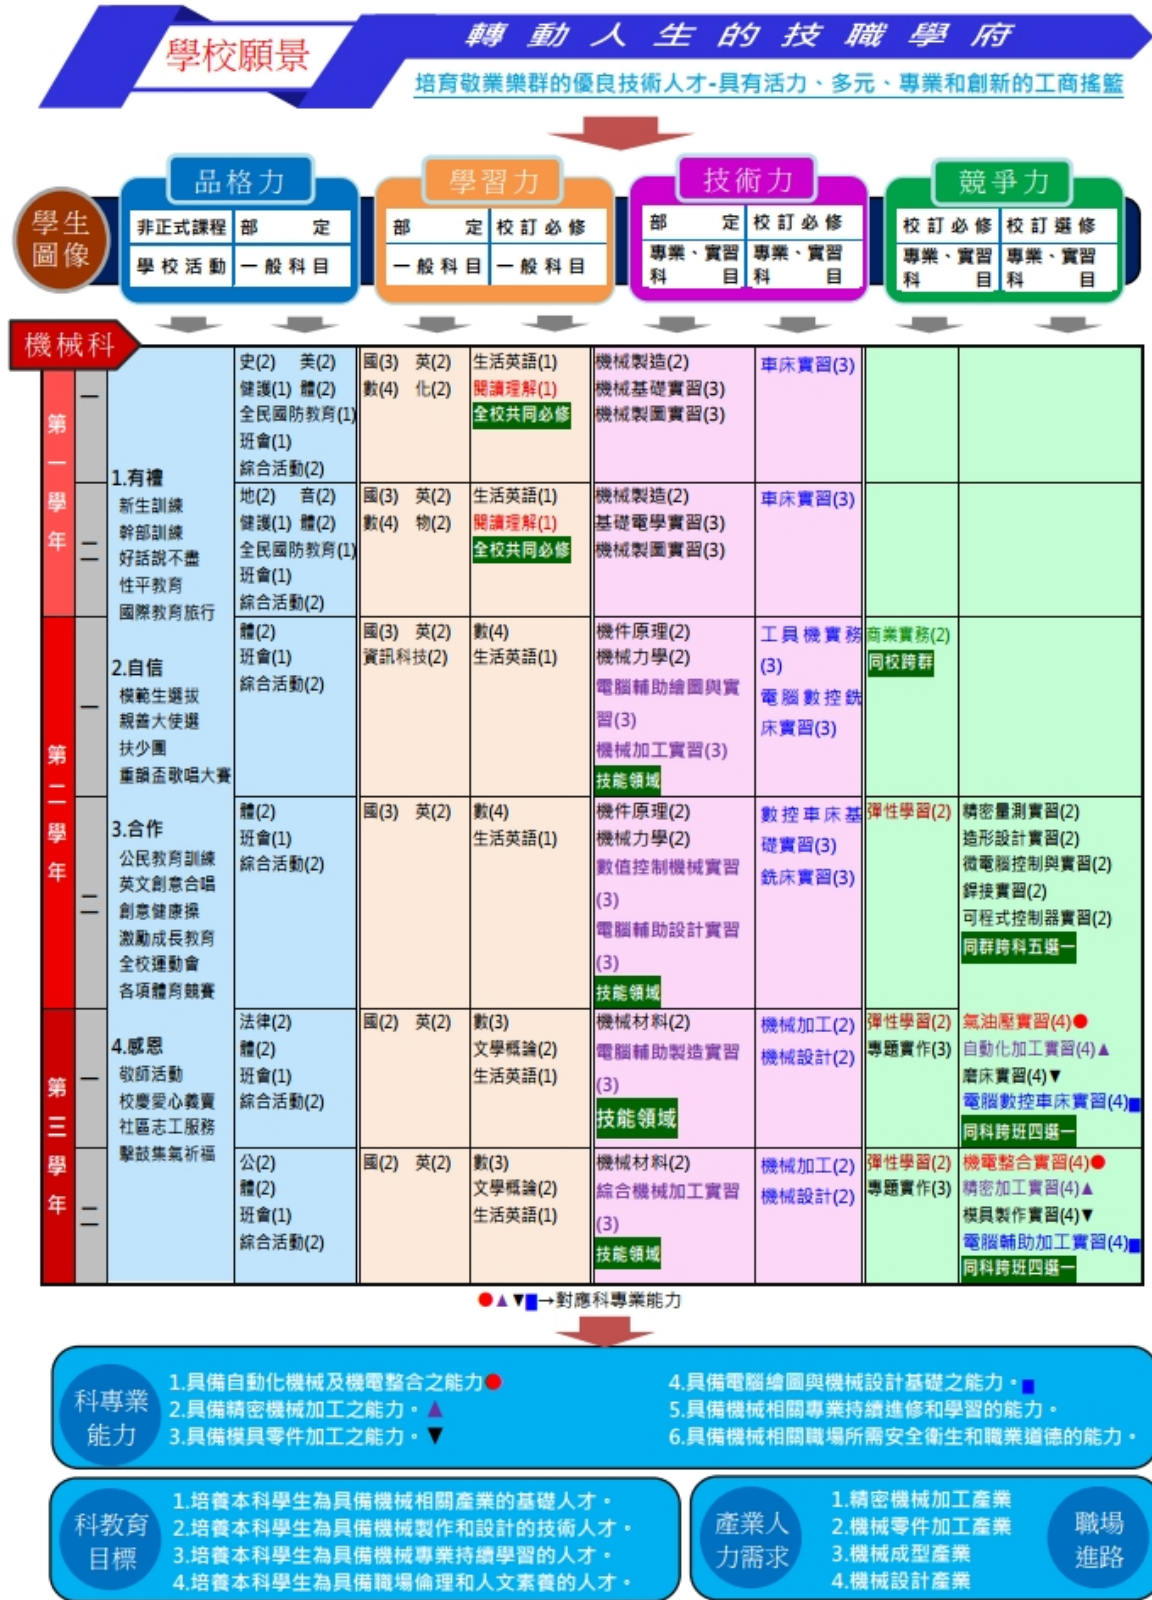 學校願景
轉動人生的技職學府
培育敬業樂群的優良技術人才-具有活力、多元、專業和創新的工商搖籃
學生圖像
品格力
非正式課程 部定
學校活動 一般科目
學習力
部定 校訂必修
一般科目 一般科目
技術力
部定 校訂必修
專業、實習科目 專業、實習科目
競爭力
校訂必修 校訂選修
專業、實習科目 專業、實習科目
機械科
1.有禮
新生訓練
幹部訓練
好話說不盡
性平教育
國際教育旅行
2.自信
模範生選拔
親善大使選
扶少團
重韻盃歌唱大賽
3.合作
公民教育訓練
英文創意合唱
創意健康操
激勵成長教育
全校運動會
各項體育競賽
4.感恩
敬師活動
校慶愛心義賣
社區志工服務
擊鼓集氣祈福
第一學年
一
史(2) 美(2)
健護(1) 體(2)
全民國防教育(1)
班會(1)
綜合活動(2)
國(3) 英(2)
數(4) 化(2)
生活英語(1)
閱讀理解(1)
全校共同必修
機械製造(2)
機械基礎實習(3)
機械製圖實習(3)
車床實習(3)
二
地(2) 音(2)
健護(1) 體(2)
全民國防教育(1)
班會(1)
綜合活動(2)
國(3) 英(2)
數(4) 物(2)
生活英語(1)
閱讀理解(1)
全校共同必修
機械製造(2)
基礎電學實習(3)
機械製圖實習(3)
車床實習(3)
第二學年
一
體(2)
班會(1)
綜合活動(2)
國(3) 英(2)
資訊科技(2)
數(4)
生活英語(1)
機件原理(2)
機械力學(2)
電腦輔助繪圖與實
習(3)
機械加工實習(3)
技能領域
工具機實務
(3)
電腦數控銑
床實習(3)
商業實務(2)
同校跨群
二
體(2)
班會(1)
綜合活動(2)
國(3) 英(2)
數(4)
生活英語(1)
機件原理(2)
機械力學(2)
數值控制機械實習
(3)
電腦輔助設計實習
(3)
技能領域
數控車床基
礎實習(3)
銑床實習(3)
彈性學習(2)
精密量測實習(2)
造形設計實習(2)
微電腦控制與實習(2)
銲接實習(2)
可程式控制器實習(2)
同群跨科五選一
第三學年
一
法律(2)
體(2)
班會(1)
綜合活動(2)
國(2) 英(2)
數(3)
文學概論(2)
生活英語(1)
機械材料(2)
電腦輔助製造實習
(3)
技能領域
機械加工(2)
機械設計(2)
彈性學習(2)
專題實作(3)
氣油壓實習(4)●
自動化加工實習(4)▲
磨床實習(4)▼
電腦數控車床實習(4)■
同科跨班四選一
二
公(2)
體(2)
班會(1)
綜合活動(2)
國(2) 英(2)
數(3)
文學概論(2)
生活英語(1)
機械材料(2)
綜合機械加工實習
(3)
技能領域
機械加工(2)
機械設計(2)
彈性學習(2)
專題實作(3)
機電整合實習(4)●
精密加工實習(4)▲
模具製作實習(4)▼
電腦輔助加工實習(4)■
同科跨班四選一
●▲▼■→對應科專業能力
科專業能力
1.具備自動化機械及機電整合之能力●
2.具備精密機械加工之能力。▲
3.具備模具零件加工之能力。▼
4.具備電腦繪圖與機械設計基礎之能力。■
5.具備機械相關專業持續進修和學習的能力。
6.具備機械相關職場所需安全衛生和職業道德的能力。
科教育目標
1.培養本科學生為具備機械相關產業的基礎人才。
2.培養本科學生為具備機械製作和設計的技術人才。
3.培養本科學生為具備機械專業持續學習的人才。
4.培養本科學生為具備職場倫理和人文素養的人才。
產業人力需求
1.精密機械加工產業
2.機械零件加工產業
3.機械成型產業
4.機械設計產業
職場進路